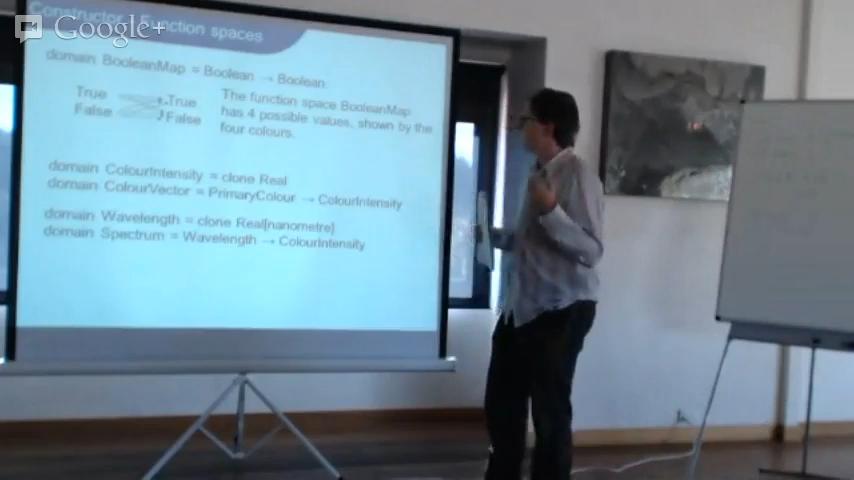 Google+
Constructor: Function spaces
domain BooleanMap = Boolean → Boolean
True
True
False
False
The function space BooleanMap
has 4 possible values, shown by the
four colours.
domain ColourIntensity = clone Real
domain ColourVector = PrimaryColour → ColourIntensity
domain Wavelength = clone Real[nanometre]
domain Spectrum = Wavelength → ColourIntensity